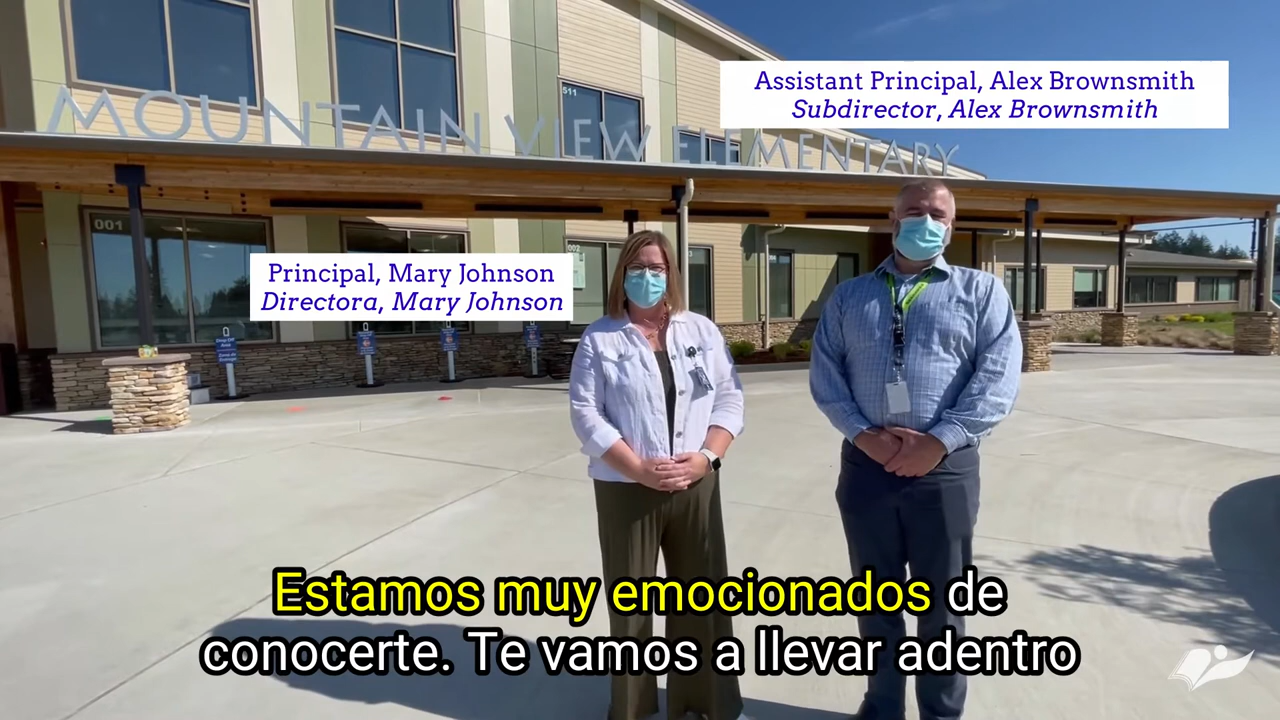 MOUNTAIN VIEW ELEMENTARY
Assistant Principal, Alex Brownsmith
Subdirector, Alex Brownsmith
511
001
002
Principal, Mary Johnson
Directora, Mary Johnson
Estamos muy emocionados de
conocerte. Te vamos a llevar adentro